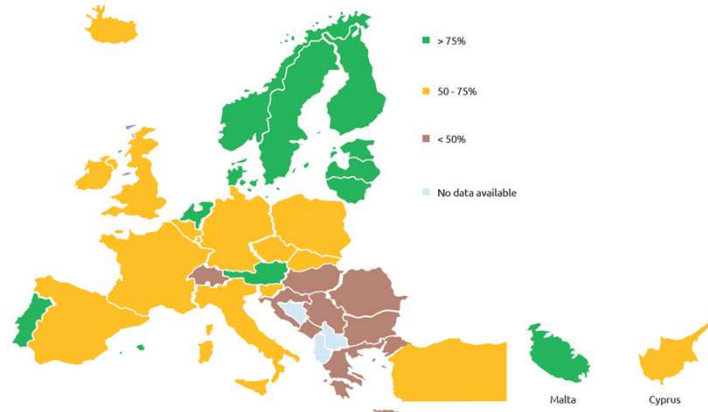 > 75%
50 - 75%
< 50%
No data available
Malta
Cyprus